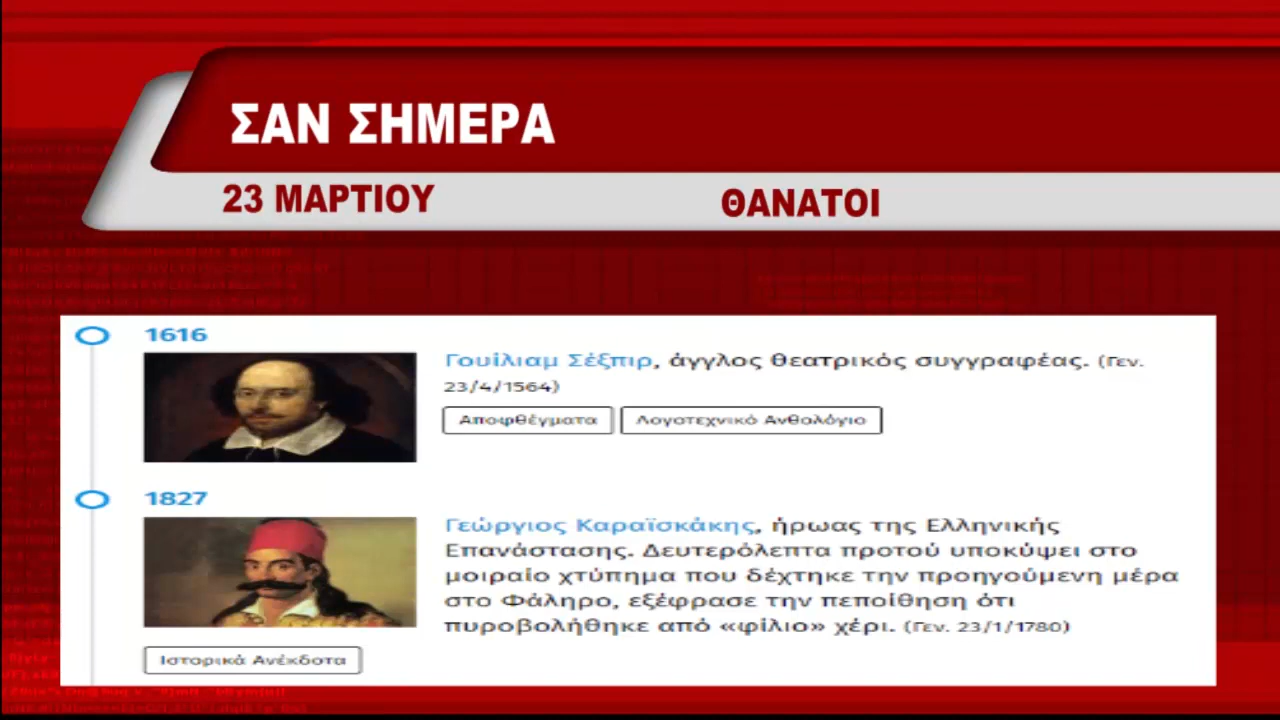 ΣΑΝ ΣΗΜΕΡΑ
23 ΜΑΡΤΙΟΥ
ΘΑΝΑΤΟΙ
1616
Γουίλιαμ Σέξπιρ, άγγλος θεατρικός συγγραφέας. (Γεν.
23/4/1564)
Αποφθέγματα
Λογοτεχνικό Ανθολόγιο
1827
Γεώργιος Καραϊσκάκης, ήρωας της Ελληνικής
Επανάστασης. Δευτερόλεπτα προτού υποκύψει στο
μοιραίο χτύπημα που δέχτηκε την προηγούμενη μέρα
στο Φάληρο, εξέφρασε την πεποίθηση ότι
πυροβολήθηκε από «φίλιο» χέρι. (Γεν. 23/1/1780)
Ιστορικά Ανέκδοτα